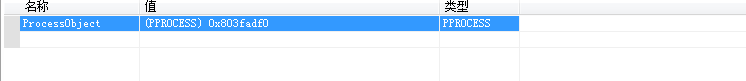 名称 值 类型
ProcessObject (PPROCESS) 0x803fadf0 PPROCESS